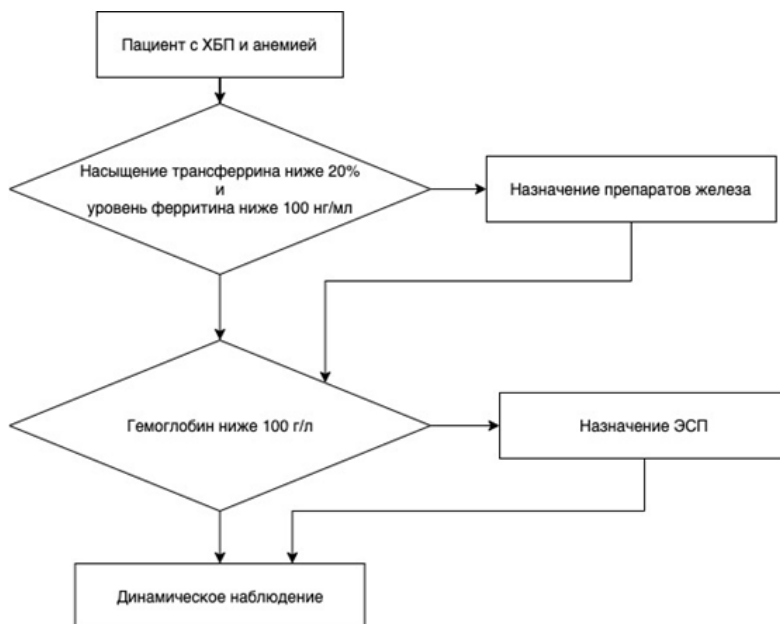 Пациент с ХБП и анемией
Насыщение трансферрина ниже 20%
и
уровень ферритина ниже 100 нг/мл
Назначение препаратов железа
Гемоглобин ниже 100 г/л
Назначение ЭСП
Динамическое наблюдение